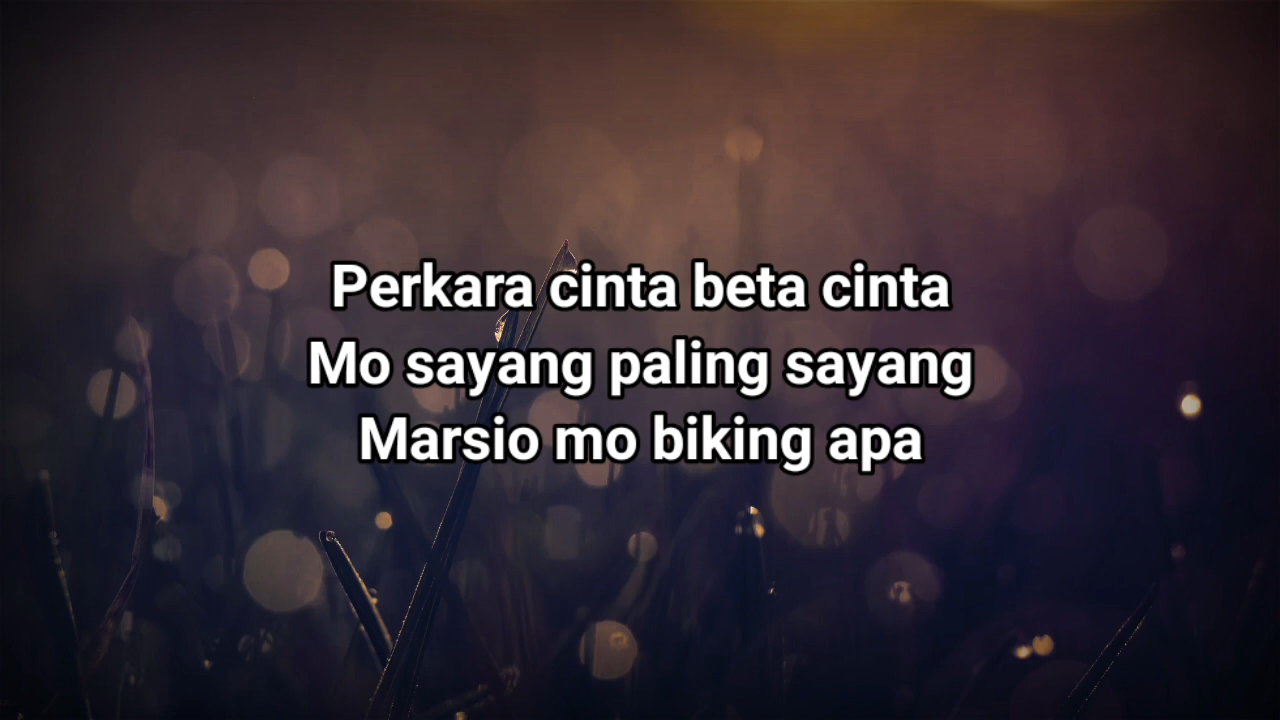 Perkara cinta beta cinta
Mo sayang paling sayang
Marsio mo biking apa